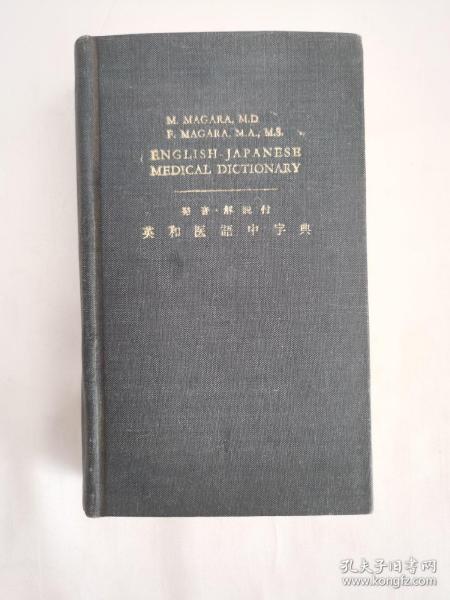 M. MAGARA, M.D.
F. MAGARA, M.A., M.S.
ENGLISH-JAPANESE
MEDICAL DICTIONARY
発音・解説付
英和医語中字典
孔夫子旧书网
www.kongfz.com